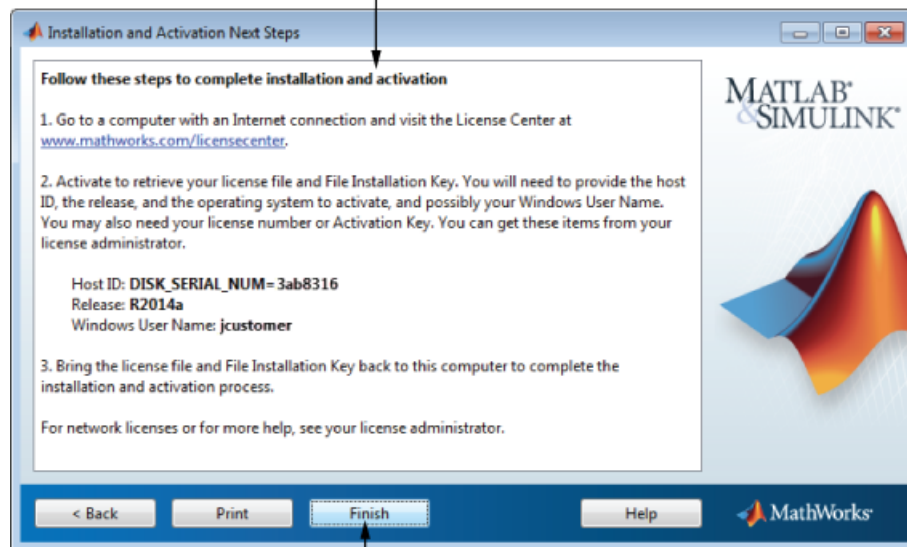 Installation and Activation Next Steps
Follow these steps to complete installation and activation
1. Go to a computer with an Internet connection and visit the License Center at
www.mathworks.com/licensecenter.
2. Activate to retrieve your license file and File Installation Key. You will need to provide the host
ID, the release, and the operating system to activate, and possibly your Windows User Name.
You may also need your license number or Activation Key. You can get these items from your
license administrator.
Host ID: DISK_SERIAL_NUM=3ab8316
Release: R2014a
Windows User Name: jcustomer
3. Bring the license file and File Installation Key back to this computer to complete the
installation and activation process.
For network licenses or for more help, see your license administrator.
MATLAB®
&SIMULINK®
< Back
Print
Finish
Help
MathWorks®